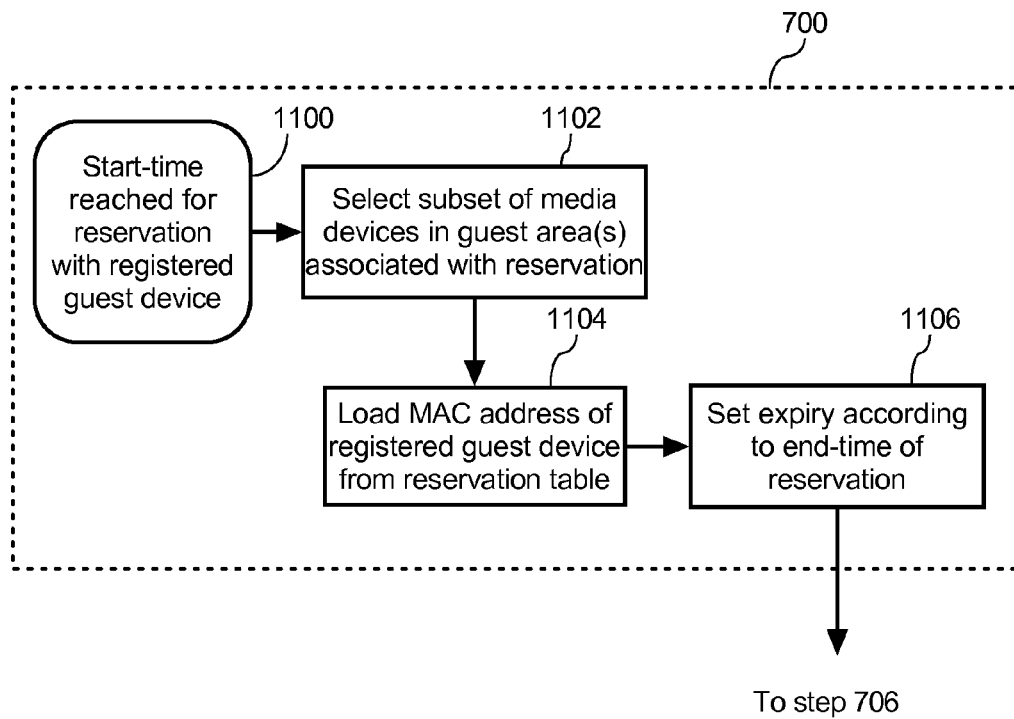 700
1100
Start-time
reached for
reservation
with registered
guest device
1102
Select subset of media
devices in guest area(s)
associated with reservation
1104
Load MAC address of
registered guest device
from reservation table
1106
Set expiry according
to end-time of
reservation
To step 706